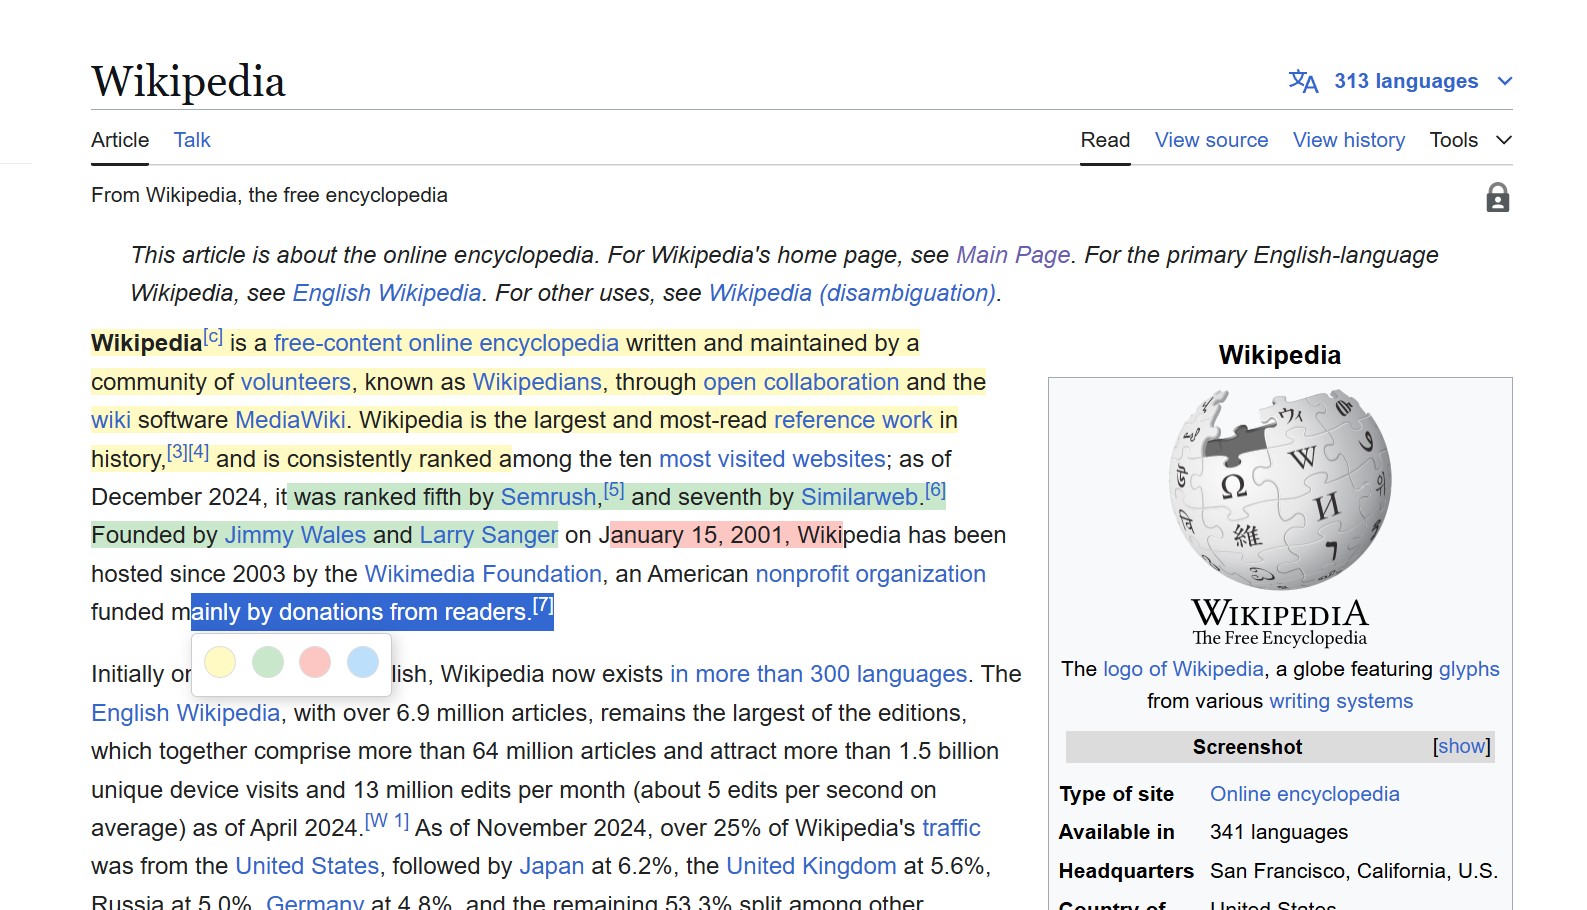 Wikipedia
313 languages
Article Talk
Read View source View history Tools
From Wikipedia, the free encyclopedia
This article is about the online encyclopedia. For Wikipedia's home page, see Main Page. For the primary English-language
Wikipedia, see English Wikipedia. For other uses, see Wikipedia (disambiguation).
Wikipedia[c] is a free-content online encyclopedia written and maintained by a
community of volunteers, known as Wikipedians, through open collaboration and the
wiki software MediaWiki. Wikipedia is the largest and most-read reference work in
history,[3][4] and is consistently ranked among the ten most visited websites; as of
December 2024, it was ranked fifth by Semrush,[5] and seventh by Similarweb.[6]
Founded by Jimmy Wales and Larry Sanger on January 15, 2001, Wikipedia has been
hosted since 2003 by the Wikimedia Foundation, an American nonprofit organization
funded mainly by donations from readers.[7]
Initially lish, Wikipedia now exists in more than 300 languages. The
English Wikipedia, with over 6.9 million articles, remains the largest of the editions,
which together comprise more than 64 million articles and attract more than 1.5 billion
unique device visits and 13 million edits per month (about 5 edits per second on
average) as of April 2024.[W 1] As of November 2024, over 25% of Wikipedia's traffic
was from the United States, followed by Japan at 6.2%, the United Kingdom at 5.6%,
Russia at 5.0%, Germany at 4.8%, and the remaining 53.3% split among other
Wikipedia
Ω W И 維 ウィ
WIKIPEDIA
The Free Encyclopedia
The logo of Wikipedia, a globe featuring glyphs
from various writing systems
Screenshot [show]
Type of site Online encyclopedia
Available in 341 languages
Headquarters San Francisco, California, U.S.
Country of United States